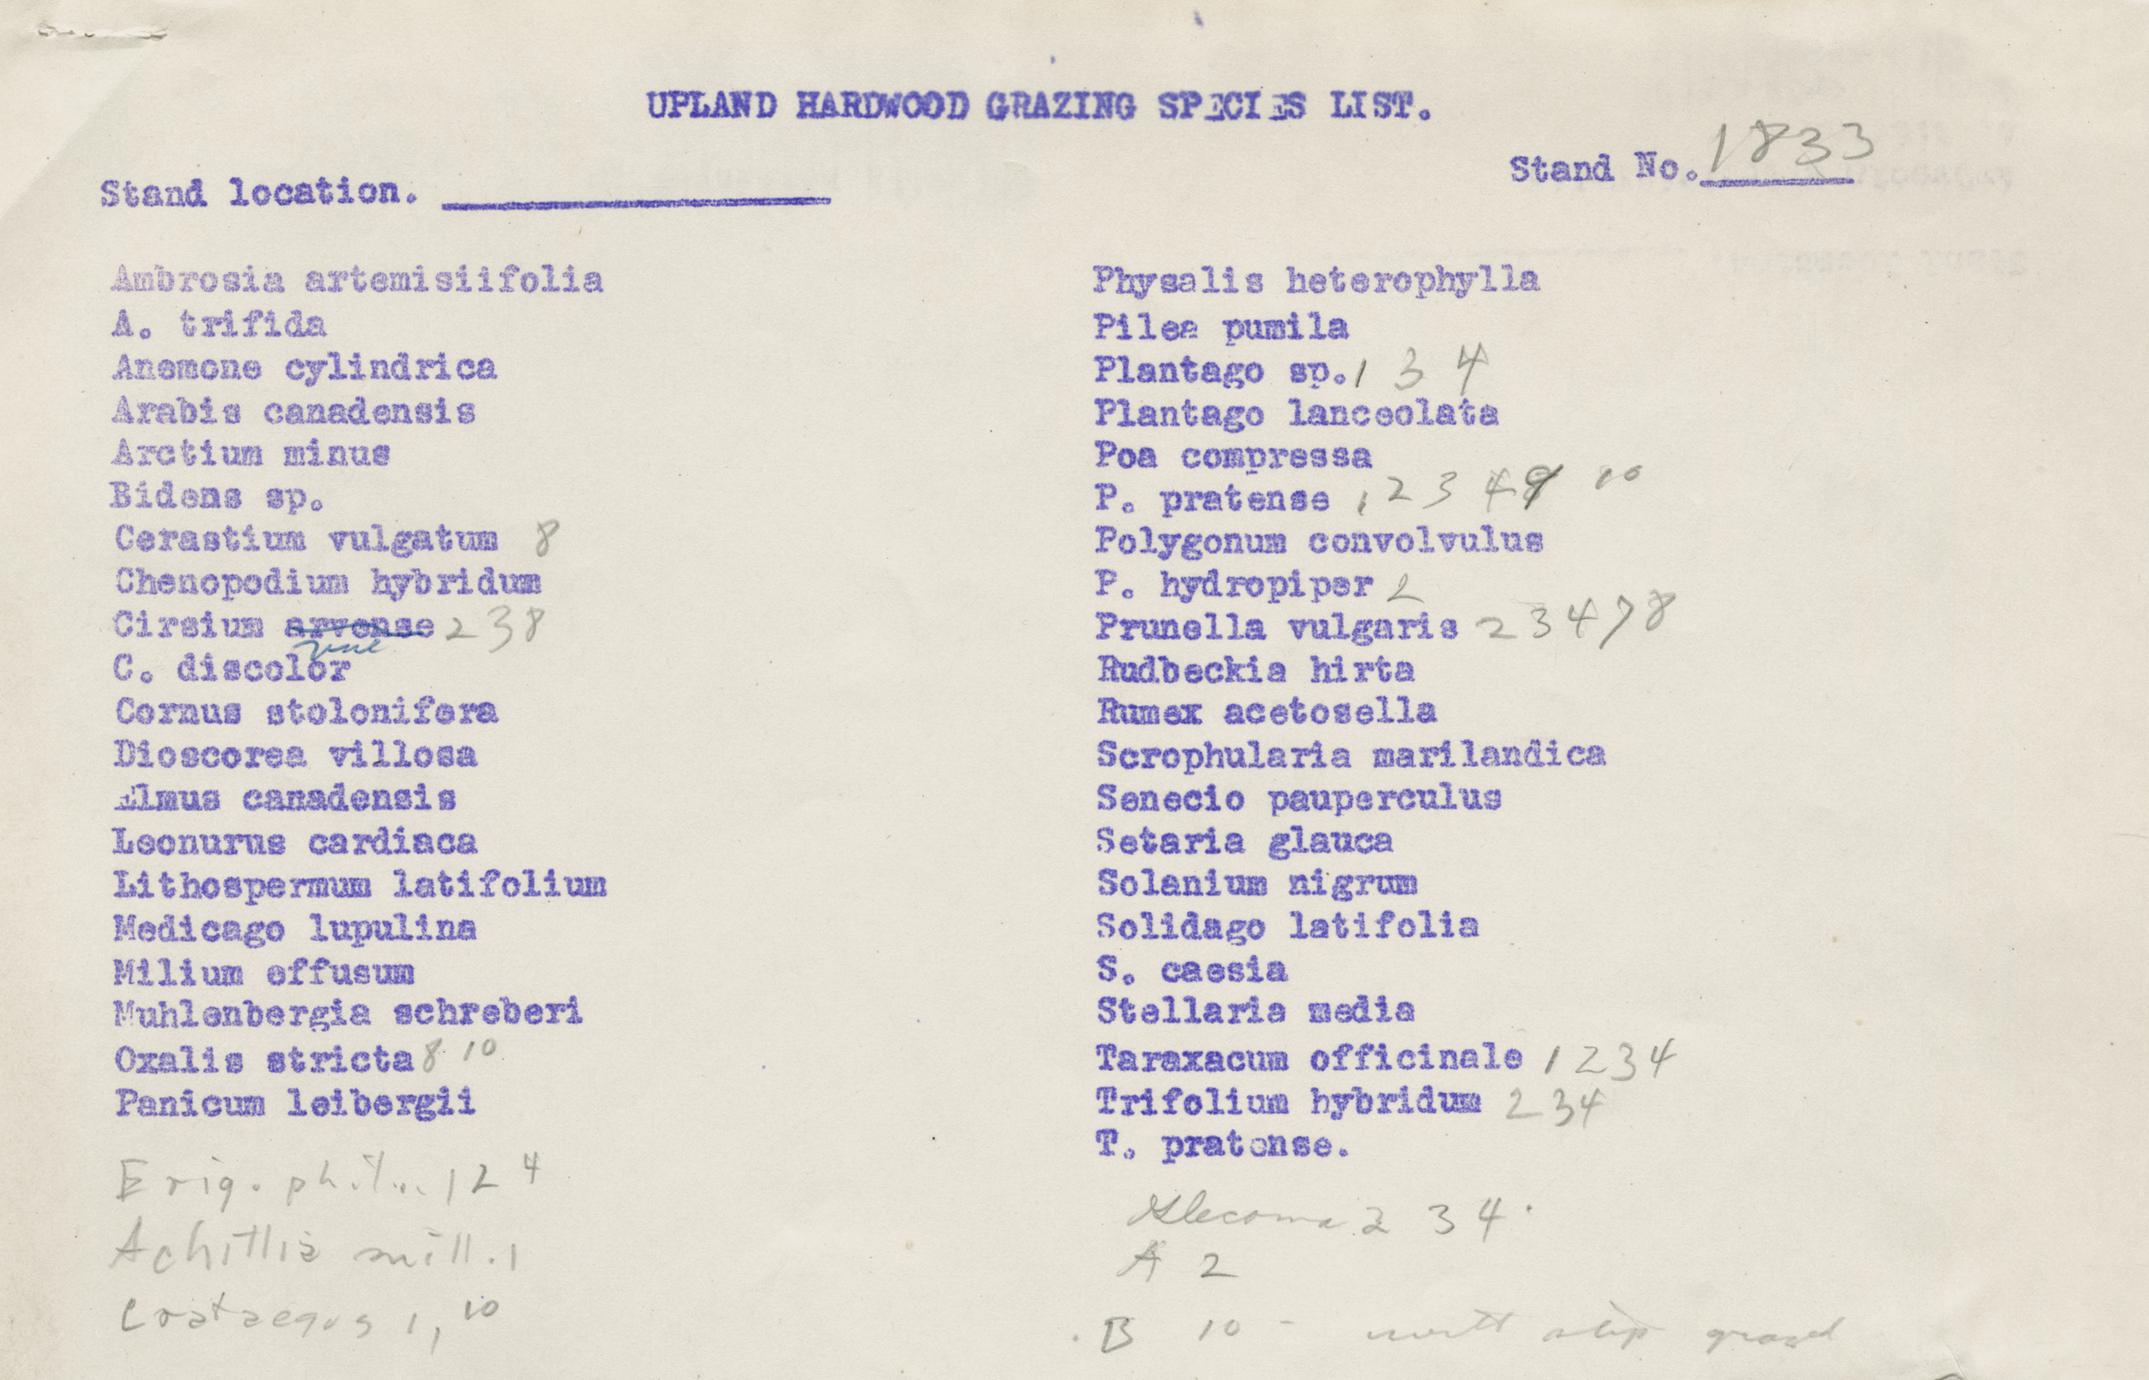 UPLAND HARDWOOD GRAZING SPECIES LIST.
Stand No. 1833
Stand location.
Ambrosia artemisiifolia
A. trifida
Anemone cylindrica
Arabis canadensis
Arctium minus
Bidens sp.
Cerastium vulgatum 8
Chenopodium hybridum
Cirsium arvense 2 3 8
vul
C. discolor
Cornus stolonifera
Dioscorea villosa
Elmus canadensis
Leonurus cardiaca
Lithospermum latifolium
Medicago lupulina
Milium effusum
Muhlenbergia schreberi
Oxalis stricta 8 10
Panicum leibergii
Erig. phil.. 1 2 4
Achillia mill. 1
Crataegus 1, 10
Physalis heterophylla
Pilea pumila
Plantago sp. 1 3 4
Plantago lanceolata
Poa compressa
P. pratense 1 2 3 4 9 10
Polygonum convolvulus
P. hydropiper 2
Prunella vulgaris 2 3 4 7 8
Rudbeckia hirta
Rumex acetosella
Scrophularia marilandica
Senecio pauperculus
Setaria glauca
Solanium nigrum
Solidago latifolia
S. caesia
Stellaria media
Taraxacum officinale 1 2 3 4
Trifolium hybridum 2 3 4
T. pratense.
Glecoma 2 3 4
A 2
B 10 -